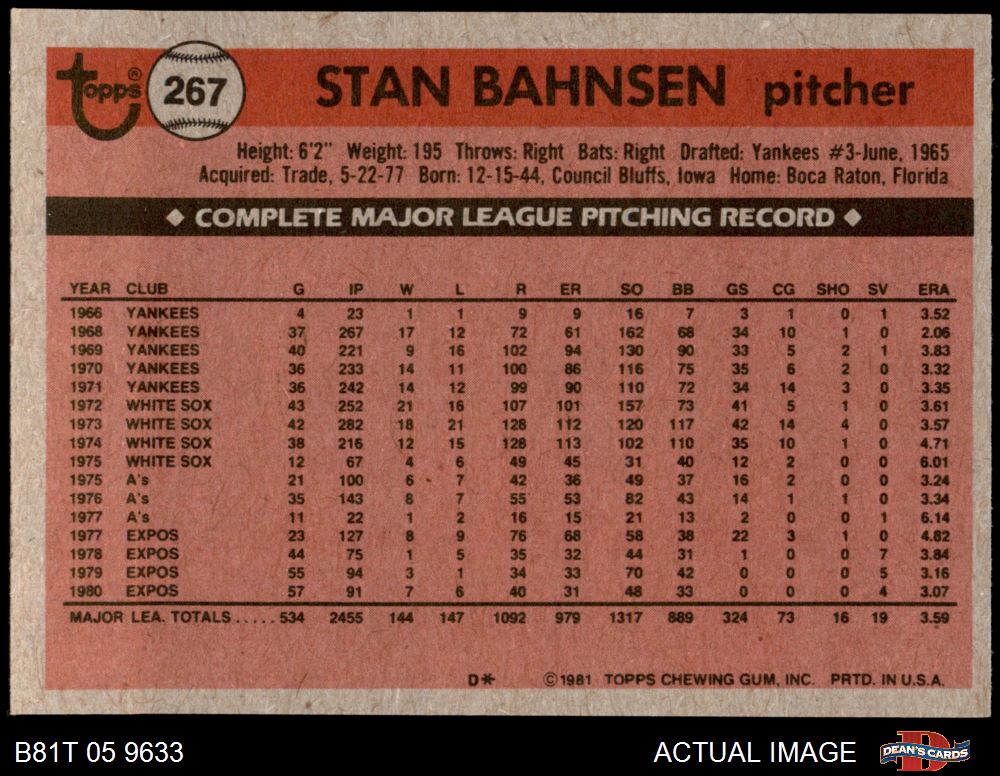 topps®
267
STAN BAHNSEN pitcher
Height: 6'2" Weight: 195 Throws: Right Bats: Right Drafted: Yankees #3-June, 1965
Acquired: Trade, 5-22-77 Born: 12-15-44, Council Bluffs, Iowa Home: Boca Raton, Florida
◆ COMPLETE MAJOR LEAGUE PITCHING RECORD ◆
YEAR CLUB G IP W L R ER SO BB GS CG SHO SV ERA
1966 YANKEES 4 23 1 1 9 9 16 7 3 1 0 1 3.52
1968 YANKEES 37 267 17 12 72 61 162 68 34 10 1 0 2.06
1969 YANKEES 40 221 9 16 102 94 130 90 33 5 2 1 3.83
1970 YANKEES 36 233 14 11 100 86 116 75 35 6 2 0 3.32
1971 YANKEES 36 242 14 12 99 90 110 72 34 14 3 0 3.35
1972 WHITE SOX 43 252 21 16 107 101 157 73 41 5 1 0 3.61
1973 WHITE SOX 42 282 18 21 128 112 120 117 42 14 4 0 3.57
1974 WHITE SOX 38 216 12 15 128 113 102 110 35 10 1 0 4.71
1975 WHITE SOX 12 67 4 6 49 45 31 40 12 2 0 0 6.01
1975 A's 21 100 6 7 42 36 49 37 16 2 0 0 3.24
1976 A's 35 143 8 7 55 53 82 43 14 1 1 0 3.34
1977 A's 11 22 1 2 16 15 21 13 2 0 0 1 6.14
1977 EXPOS 23 127 8 9 76 68 58 38 22 3 1 0 4.82
1978 EXPOS 44 75 1 5 35 32 44 31 1 0 0 7 3.84
1979 EXPOS 55 94 3 1 34 33 70 42 0 0 0 5 3.16
1980 EXPOS 57 91 7 6 40 31 48 33 0 0 0 4 3.07
MAJOR LEA. TOTALS.....534 2455 144 147 1092 979 1317 889 324 73 16 19 3.59
D* ©1981 TOPPS CHEWING GUM, INC. PRTD. IN U.S.A.
B81T 05 9633 ACTUAL IMAGE DEAN'S CARDS